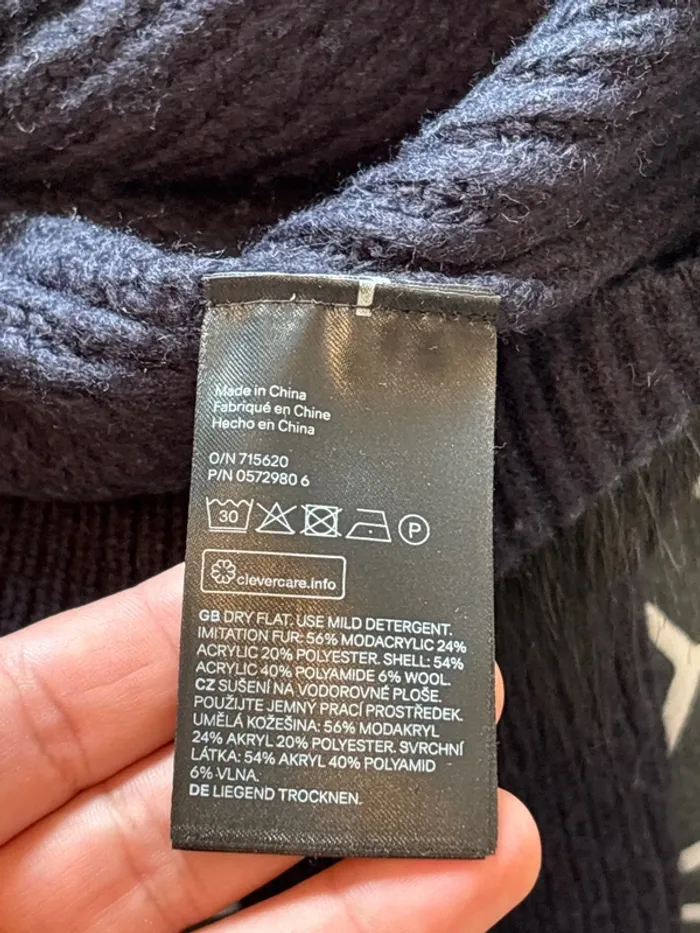 Made in China
Fabriqué en Chine
Hecho en China
O/N 715620
P/N 0572980 6
30 P
clevercare.info
GB DRY FLAT. USE MILD DETERGENT.
IMITATION FUR: 56% MODACRYLIC 24%
ACRYLIC 20% POLYESTER. SHELL: 54%
ACRYLIC 40% POLYAMIDE 6% WOOL.
CZ SUŠENÍ NA VODOROVNÉ PLOŠE.
POUŽIJTE JEMNÝ PRACÍ PROSTŘEDEK.
UMĚLÁ KOŽEŠINA: 56% MODAKRYL
24% AKRYL 20% POLYESTER. SVRCHNÍ
LÁTKA: 54% AKRYL 40% POLYAMID
6% VLNA.
DE LIEGEND TROCKNEN.